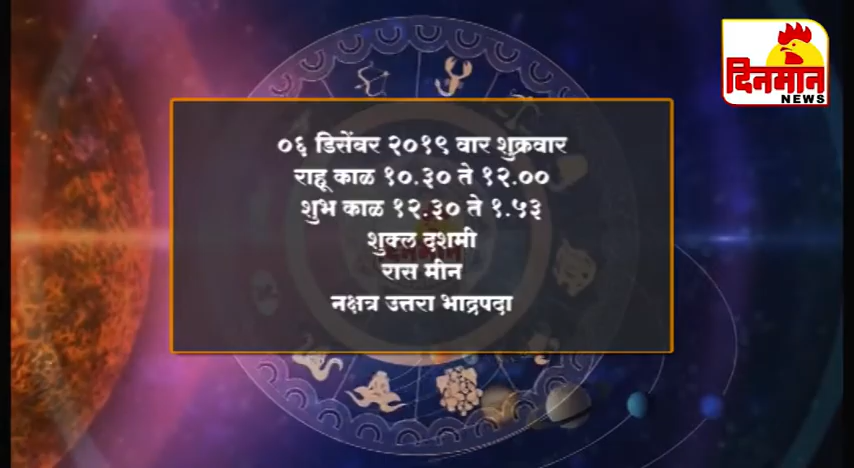 दिनमान
NEWS
०६ डिसेंबर २०१९ वार शुक्रवार
राहू काळ १०.३० ते १२.००
शुभ काळ १२.३० ते १.५३
शुक्ल दशमी
रास मीन
नक्षत्र उत्तरा भाद्रपदा